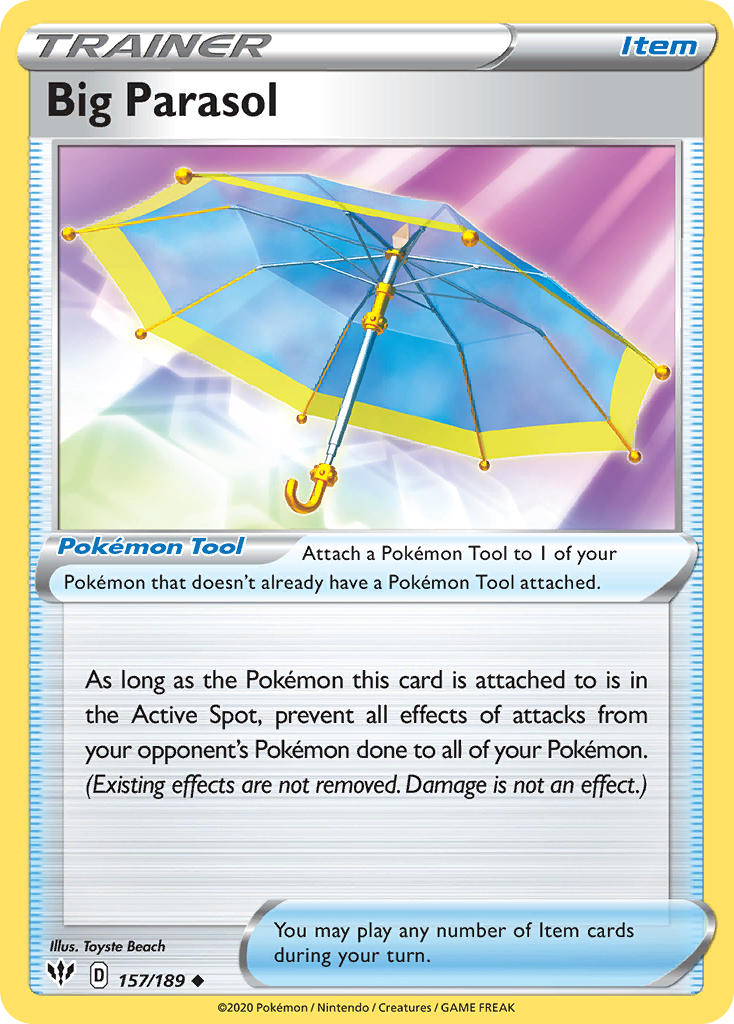 TRAINER Item
Big Parasol
Pokémon Tool Attach a Pokémon Tool to 1 of your
Pokémon that doesn't already have a Pokémon Tool attached.
As long as the Pokémon this card is attached to is in
the Active Spot, prevent all effects of attacks from
your opponent's Pokémon done to all of your Pokémon.
(Existing effects are not removed. Damage is not an effect.)
You may play any number of Item cards
during your turn.
Illus. Toyste Beach
D 157/189
©2020 Pokémon / Nintendo / Creatures / GAME FREAK